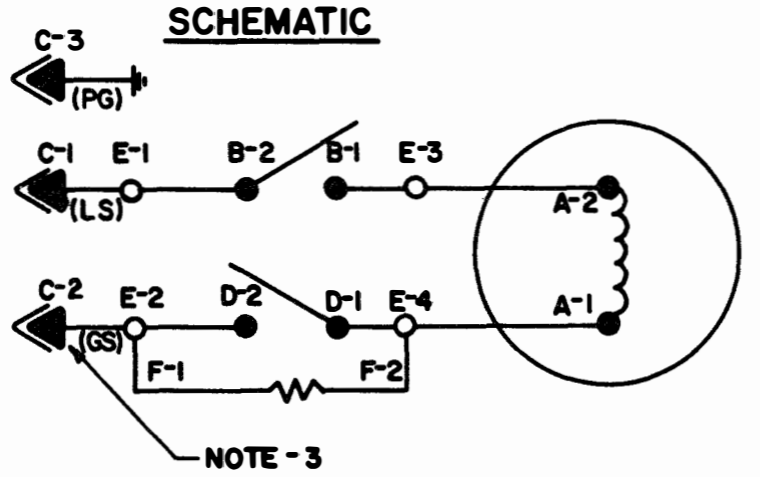 SCHEMATIC
C-3
(PG)
C-1 E-1 B-2 B-1 E-3
(LS)
A-2
C-2 E-2 D-2 D-1 E-4 A-1
(GS)
F-1 F-2
NOTE-3